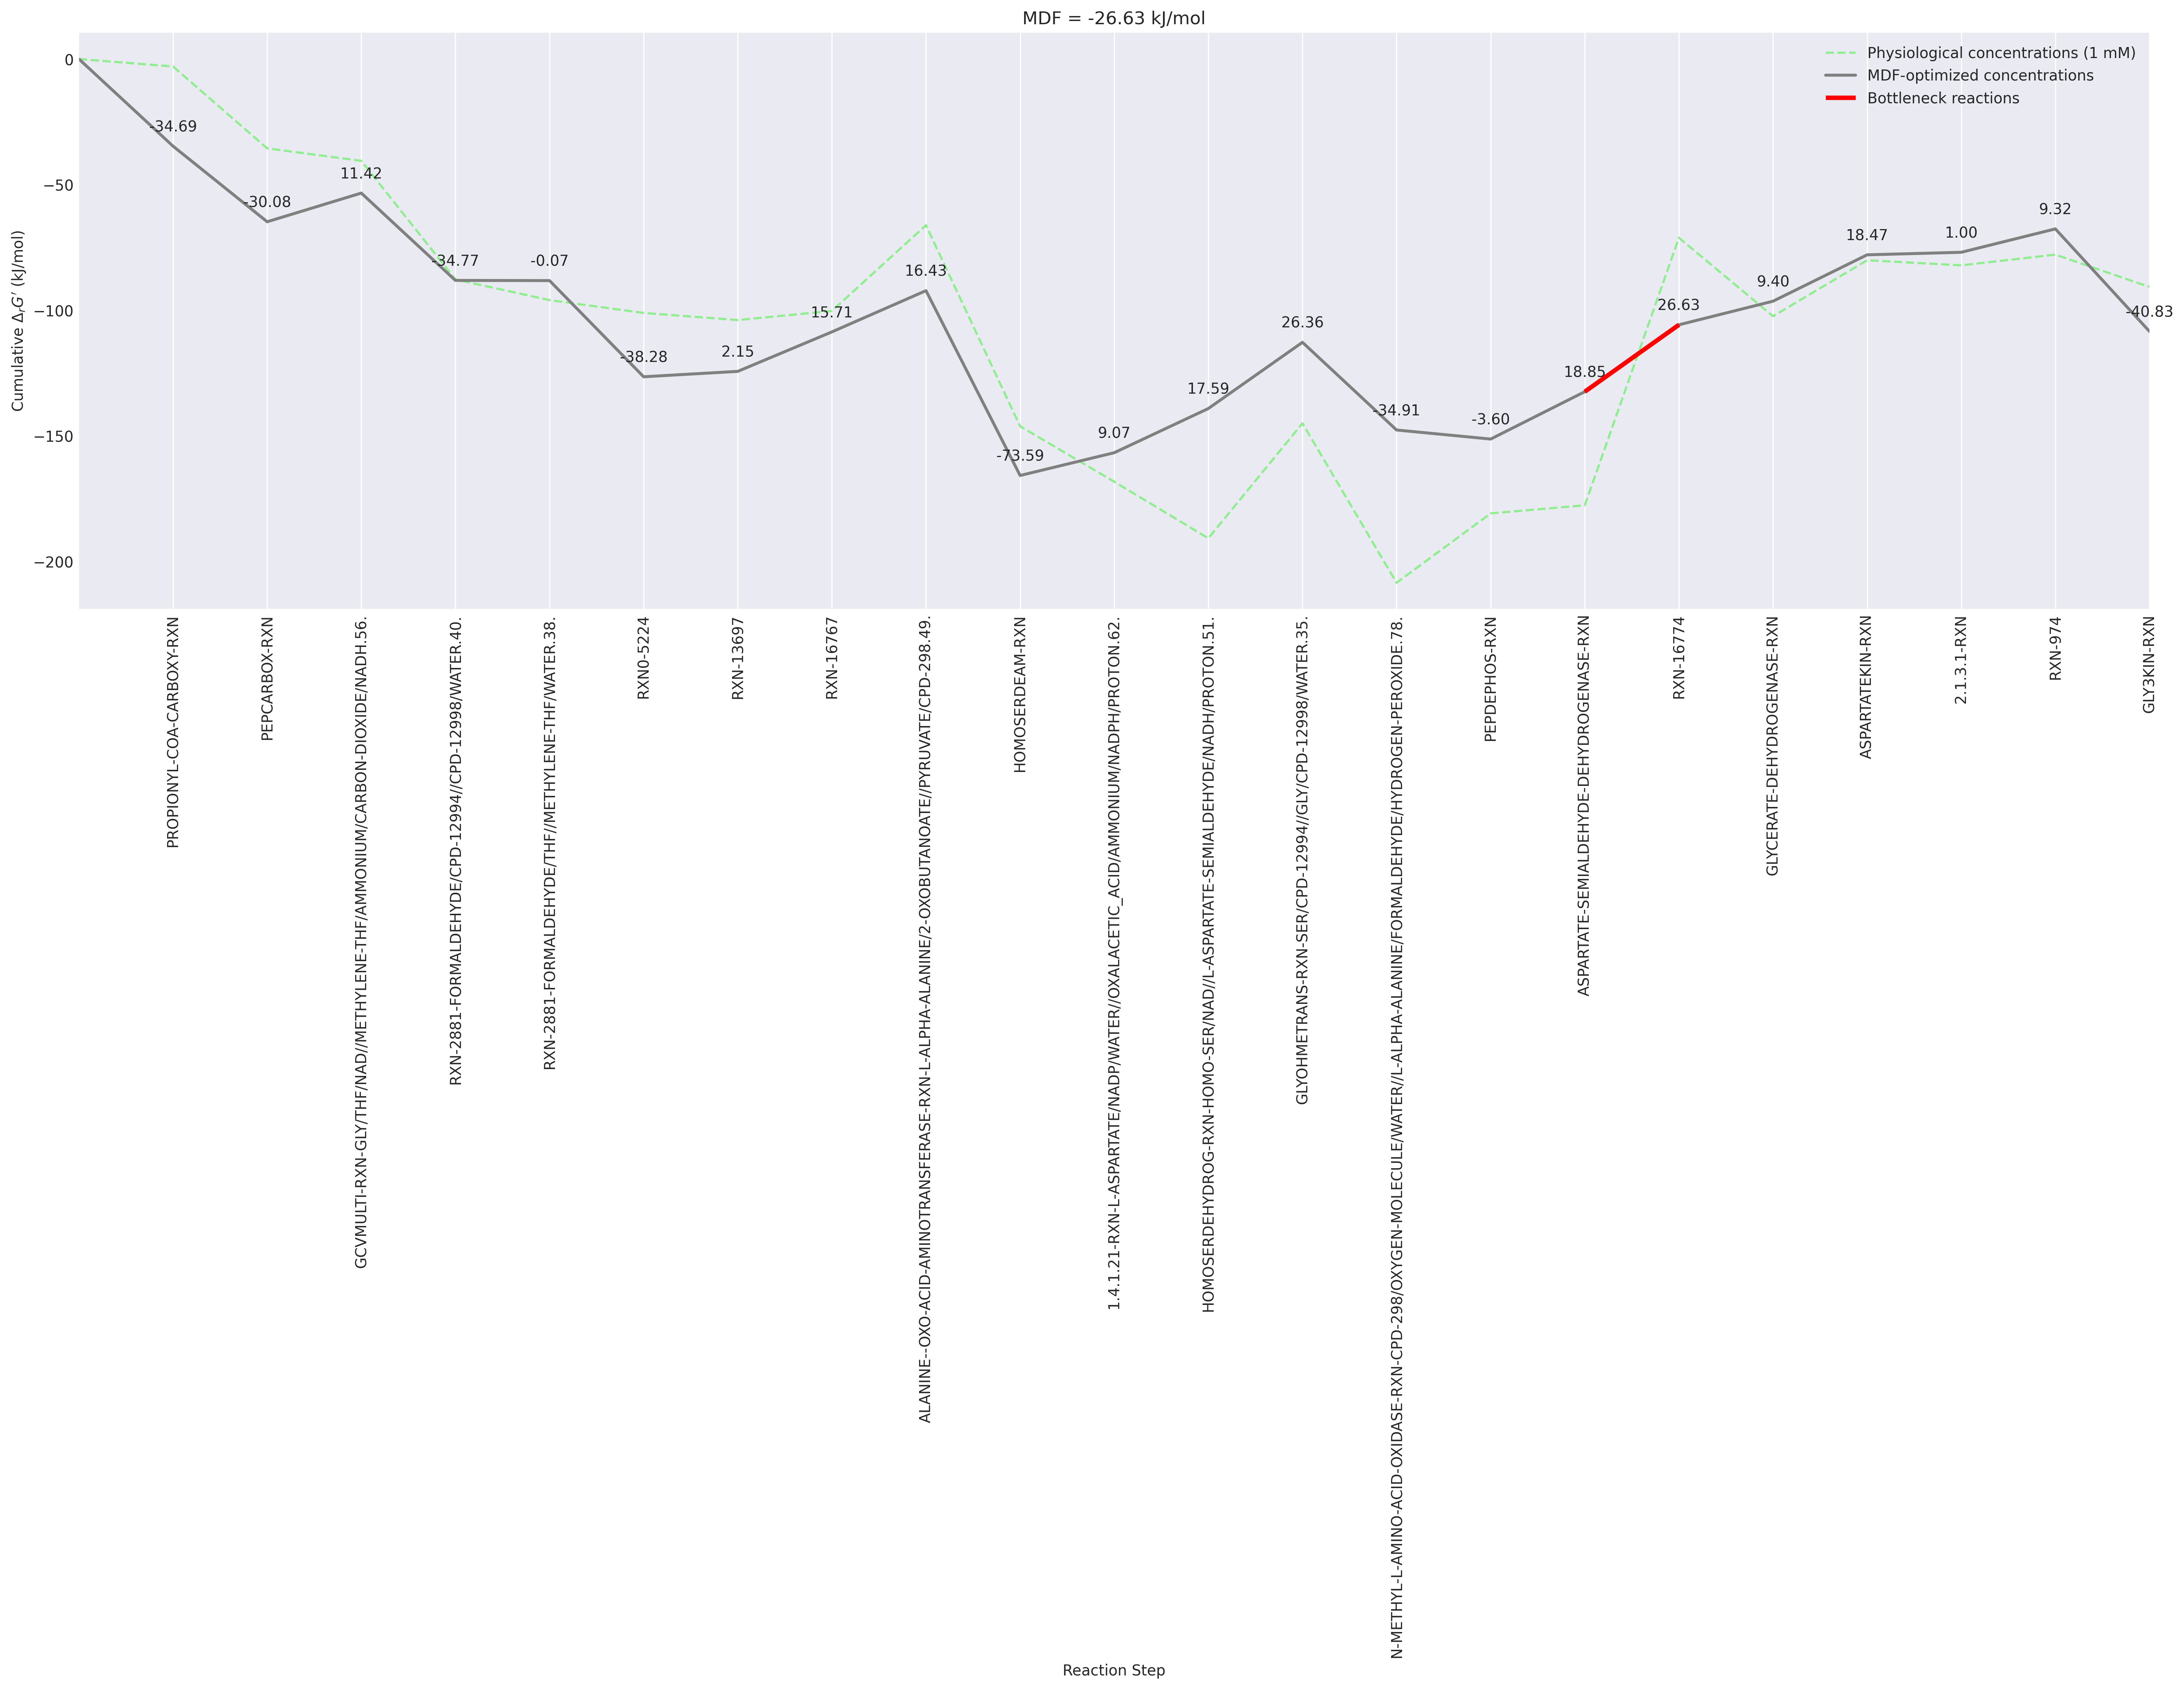 MDF = -26.63 kJ/mol
Physiological concentrations (1 mM)
MDF-optimized concentrations
Bottleneck reactions
Cumulative ΔrG′ (kJ/mol)
0
−50
−100
−150
−200
-34.69
-30.08
11.42
-34.77
-0.07
-38.28
2.15
15.71
16.43
-73.59
9.07
17.59
26.36
-34.91
-3.60
18.85
26.63
9.40
18.47
1.00
9.32
-40.83
PROPIONYL-COA-CARBOXY-RXN
PEPCARBOX-RXN
GCVMULTI-RXN-GLY/THF/NAD//METHYLENE-THF/AMMONIUM/CARBON-DIOXIDE/NADH.56.
RXN-2881-FORMALDEHYDE/CPD-12994//CPD-12998/WATER.40.
RXN-2881-FORMALDEHYDE/THF//METHYLENE-THF/WATER.38.
RXN0-5224
RXN-13697
RXN-16767
ALANINE--OXO-ACID-AMINOTRANSFERASE-RXN-L-ALPHA-ALANINE/2-OXOBUTANOATE//PYRUVATE/CPD-298.49.
HOMOSERDEAM-RXN
1.4.1.21-RXN-L-ASPARTATE/NADP/WATER//OXALACETIC_ACID/AMMONIUM/NADPH/PROTON.62.
HOMOSERDEHYDROG-RXN-HOMO-SER/NAD//L-ASPARTATE-SEMIALDEHYDE/NADH/PROTON.51.
GLYOHMETRANS-RXN-SER/CPD-12994//GLY/CPD-12998/WATER.35.
N-METHYL-L-AMINO-ACID-OXIDASE-RXN-CPD-298/OXYGEN-MOLECULE/WATER//L-ALPHA-ALANINE/FORMALDEHYDE/HYDROGEN-PEROXIDE.78.
PEPDEPHOS-RXN
ASPARTATE-SEMIALDEHYDE-DEHYDROGENASE-RXN
RXN-16774
GLYCERATE-DEHYDROGENASE-RXN
ASPARTATEKIN-RXN
2.1.3.1-RXN
RXN-974
GLY3KIN-RXN
Reaction Step